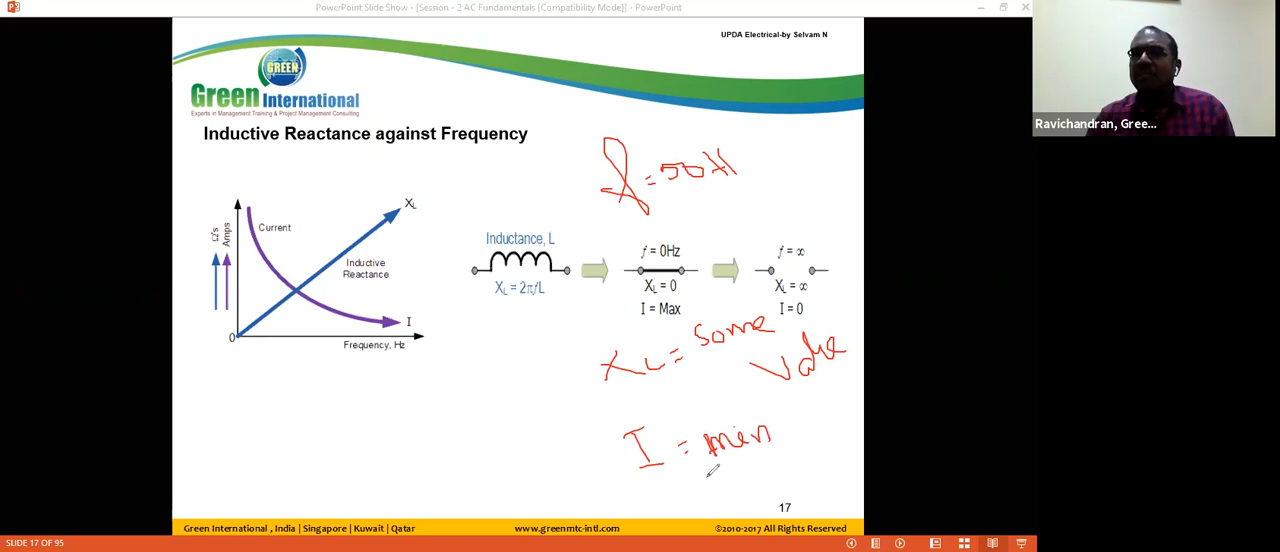 PowerPoint Slide Show - [Session - 2 AC Fundamentals [Compatibility Mode]] - PowerPoint
UPDA Electrical-by Selvam N
GREEN
Green International
Experts in Management Training & Project Management Consulting
Inductive Reactance against Frequency
f = 50 H
Ω's
Amps
Current
XL
Inductive
Reactance
I
0
Frequency, Hz
Inductance, L
XL = 2πƒL
ƒ = 0Hz
XL = 0
I = Max
ƒ = ∞
XL = ∞
I = 0
XL = some
Value
I = min
17
Green International , India | Singapore | Kuwait | Qatar
www.greenmtc-intl.com
©2010-2017 All Rights Reserved
SLIDE 17 OF 95
Ravichandran, Gree...